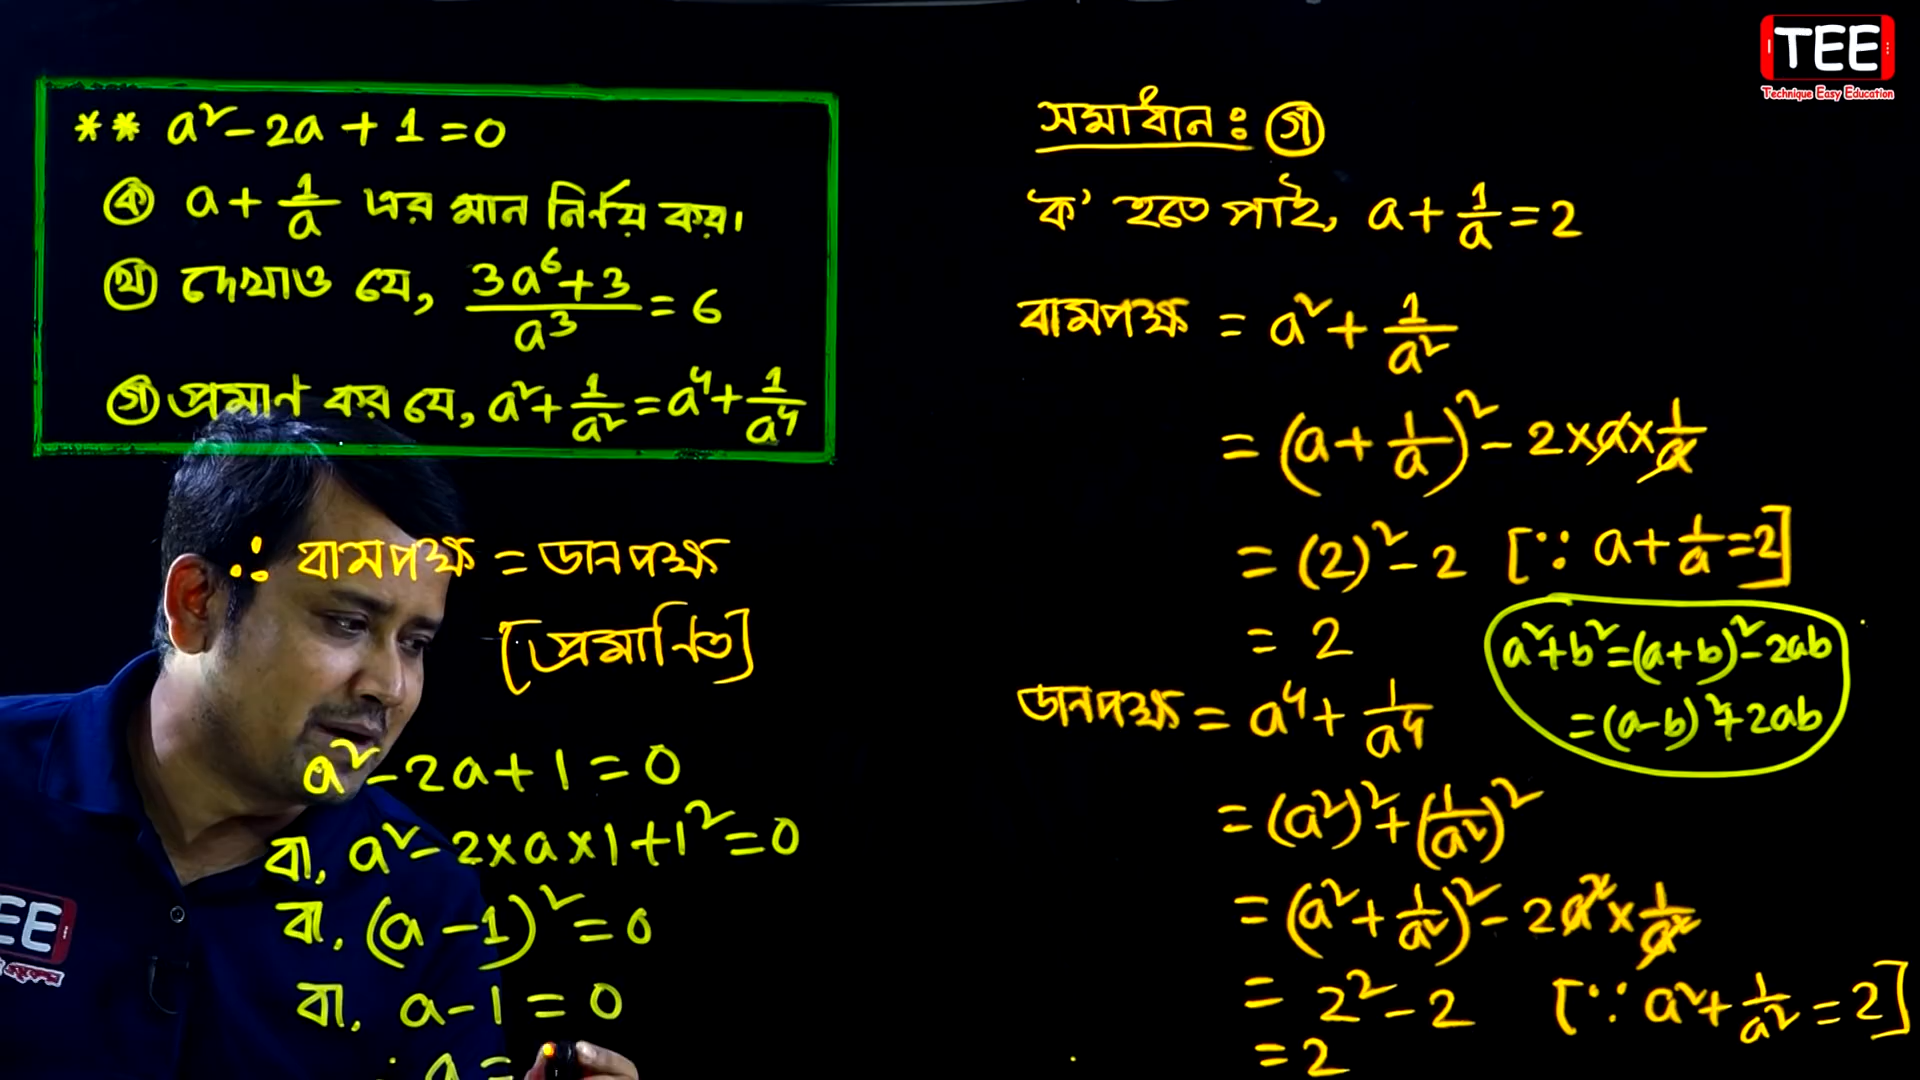 ** a² - 2a + 1 = 0
ক a + 1/a এর মান নির্ণয় কর।
খ দেখাও যে, (3a⁶ + 3)/a³ = 6
গ প্রমাণ কর যে, a² + 1/a² = a⁴ + 1/a⁴
∴ বামপক্ষ = ডানপক্ষ
[প্রমাণিত]
a² - 2a + 1 = 0
বা, a² - 2×a×1 + 1² = 0
বা, (a - 1)² = 0
বা, a - 1 = 0
∴ a =
সমাধান : গ
'ক' হতে পাই, a + 1/a = 2
বামপক্ষ = a² + 1/a²
= (a + 1/a)² - 2×a×1/a
= (2)² - 2 [∵ a + 1/a = 2]
= 2
a² + b² = (a+b)² - 2ab
= (a-b)² + 2ab
ডানপক্ষ = a⁴ + 1/a⁴
= (a²)² + (1/a²)²
= (a² + 1/a²)² - 2a² × 1/a²
= 2² - 2 [∵ a² + 1/a² = 2]
= 2
TEE
Technique Easy Education
EE